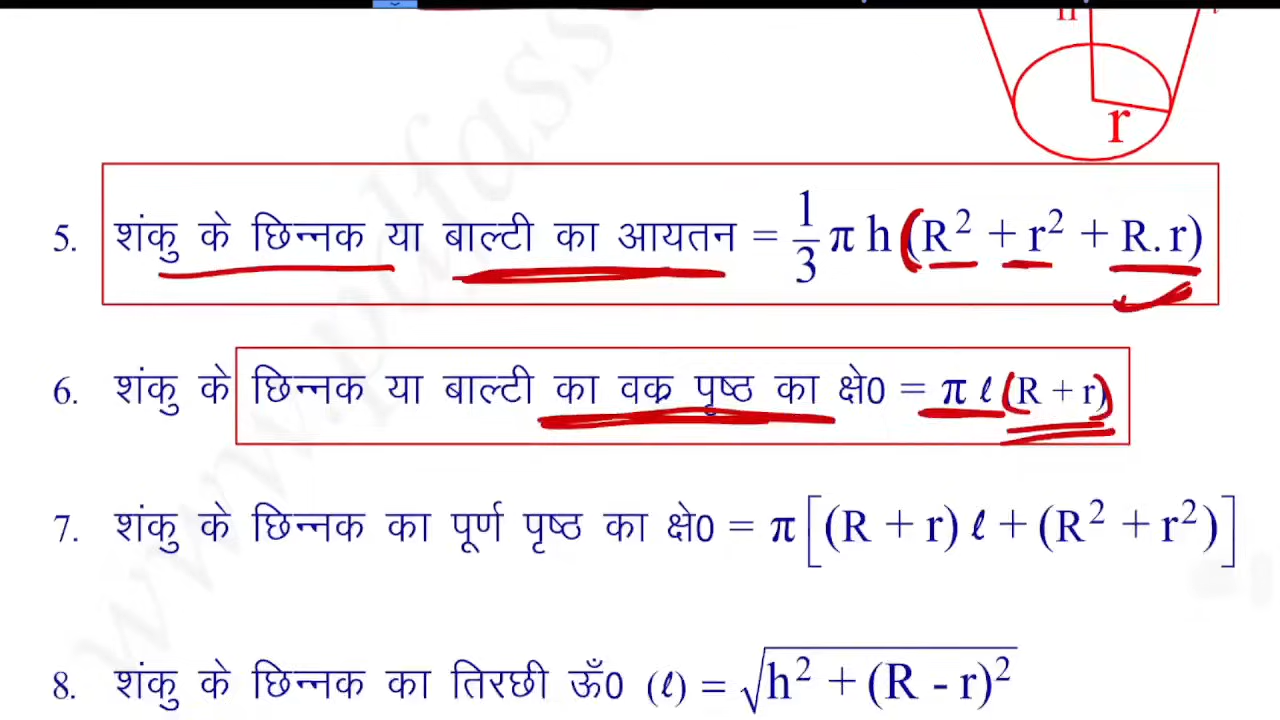 h
r
5. शंकु के छिन्नक या बाल्टी का आयतन = 1/3 π h (R² + r² + R.r)
6. शंकु के छिन्नक या बाल्टी का वक्र पृष्ठ का क्षे0 = π ℓ (R + r)
7. शंकु के छिन्नक का पूर्ण पृष्ठ का क्षे0 = π [(R + r) ℓ + (R² + r²)]
8. शंकु के छिन्नक का तिरछी ऊँ0 (ℓ) = √h² + (R - r)²